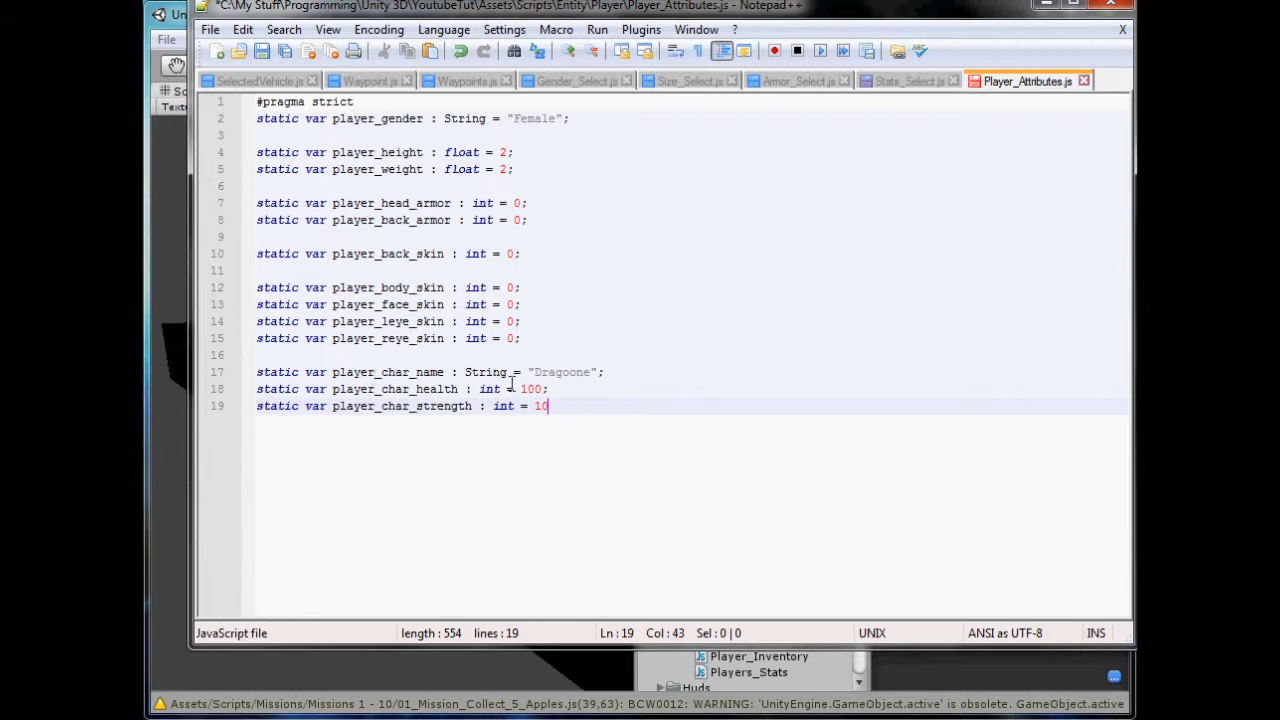 *C:\My Stuff\Programming\Unity 3D\YoutubeTut\Assets\Scripts\Entity\Player\Player_Attributes.js - Notepad++
Un
File
File Edit Search View Encoding Language Settings Macro Run Plugins Window ? X
SelectedVehicle.js Waypoint.js Waypoints.js Gender_Select.js Size_Select.js Armor_Select.js Stats_Select.js Player_Attributes.js
Sc
Text
1 #pragma strict
2 static var player_gender : String = "Female";
3
4 static var player_height : float = 2;
5 static var player_weight : float = 2;
6
7 static var player_head_armor : int = 0;
8 static var player_back_armor : int = 0;
9
10 static var player_back_skin : int = 0;
11
12 static var player_body_skin : int = 0;
13 static var player_face_skin : int = 0;
14 static var player_leye_skin : int = 0;
15 static var player_reye_skin : int = 0;
16
17 static var player_char_name : String = "Dragoone";
18 static var player_char_health : int = 100;
19 static var player_char_strength : int = 10
JavaScript file length : 554 lines : 19 Ln : 19 Col : 43 Sel : 0 | 0 UNIX ANSI as UTF-8 INS
Player_Inventory
Players_Stats
Huds
Assets/Scripts/Missions/Missions 1 - 10/01_Mission_Collect_5_Apples.js(39,63): BCW0012: WARNING: 'UnityEngine.GameObject.active' is obsolete. GameObject.active